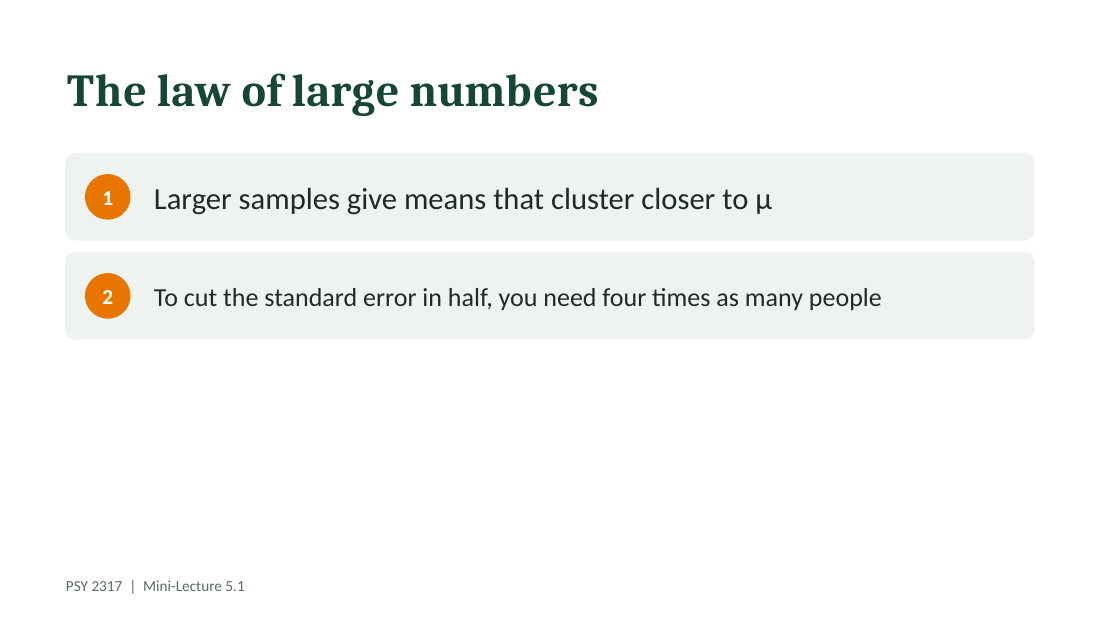 The law of large numbers
1 Larger samples give means that cluster closer to μ
2 To cut the standard error in half, you need four times as many people
PSY 2317 | Mini-Lecture 5.1